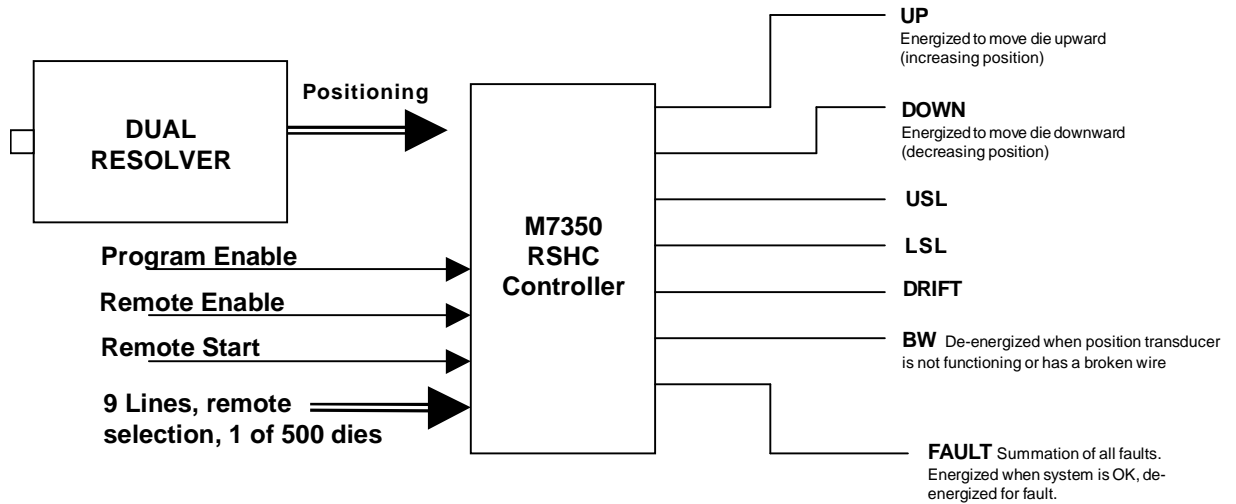 UP
Energized to move die upward
(increasing position)
Positioning
DUAL
RESOLVER
DOWN
Energized to move die downward
(decreasing position)
USL
M7350
RSHC
Controller
Program Enable
LSL
Remote Enable
DRIFT
Remote Start
BW De-energized when position transducer
is not functioning or has a broken wire
9 Lines, remote
selection, 1 of 500 dies
FAULT Summation of all faults.
Energized when system is OK, de-
energized for fault.